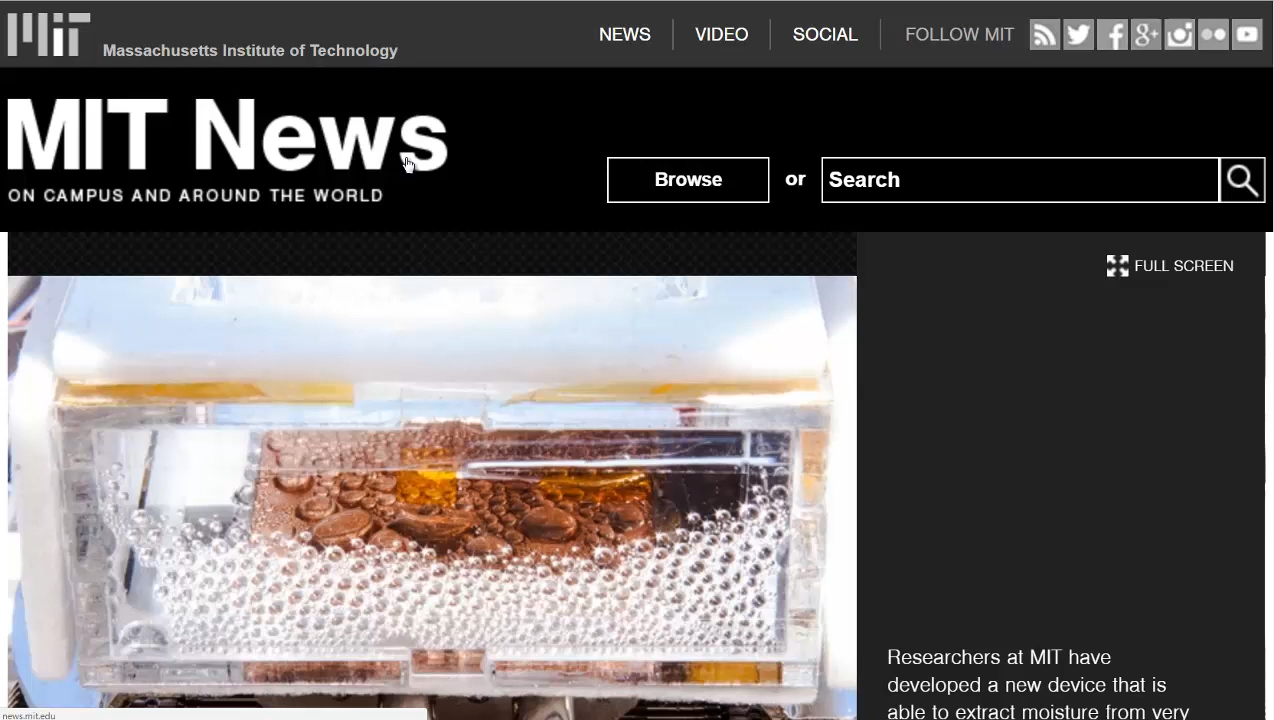 MIT
Massachusetts Institute of Technology
NEWS
VIDEO
SOCIAL
FOLLOW MIT
MIT News
ON CAMPUS AND AROUND THE WORLD
Browse
or
Search
FULL SCREEN
Researchers at MIT have
developed a new device that is
able to extract moisture from very
news.mit.edu